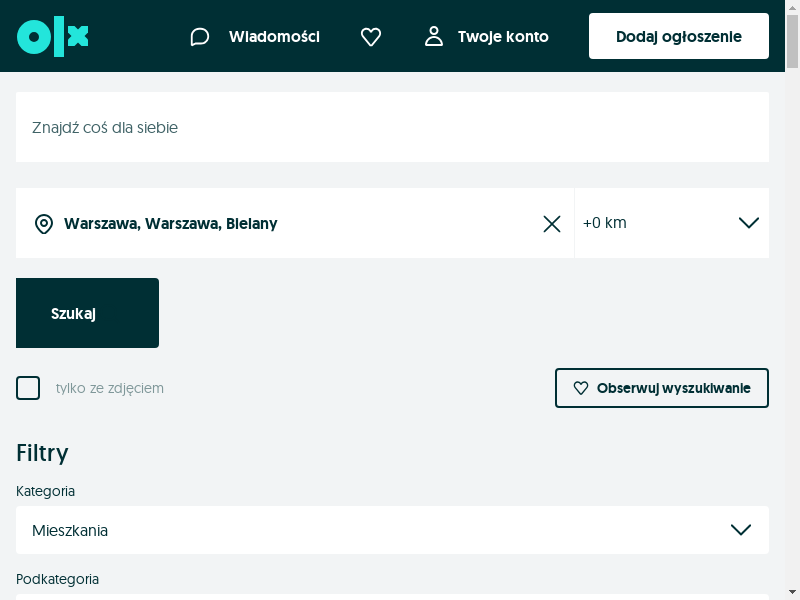 olx
Wiadomości
Twoje konto
Dodaj ogłoszenie
Znajdź coś dla siebie
Warszawa, Warszawa, Bielany
+0 km
Szukaj
tylko ze zdjęciem
Obserwuj wyszukiwanie
Filtry
Kategoria
Mieszkania
Podkategoria